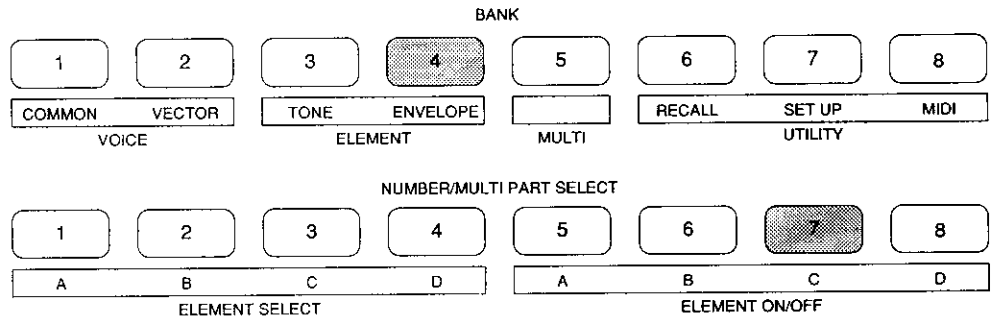 BANK
1 2 3 4 5 6 7 8
COMMON VECTOR TONE ENVELOPE RECALL SET UP MIDI
VOICE ELEMENT MULTI UTILITY
NUMBER/MULTI PART SELECT
1 2 3 4 5 6 7 8
A B C D A B C D
ELEMENT SELECT ELEMENT ON/OFF